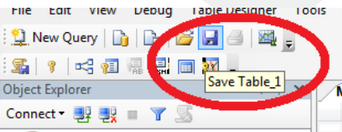 File Edit View Debug Table Designer Tools
New Query
Save Table_1
Object Explorer
Connect